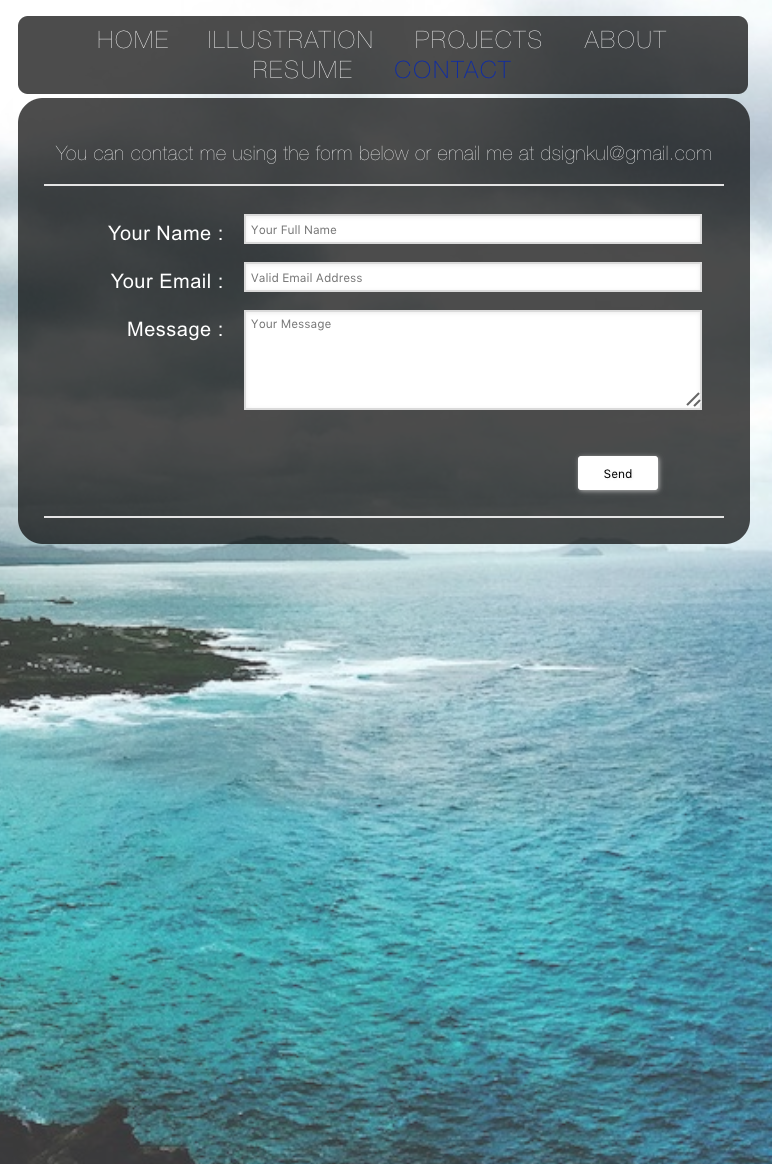 HOME ILLUSTRATION PROJECTS ABOUT
RESUME CONTACT
You can contact me using the form below or email me at dsignkul@gmail.com
Your Name : Your Full Name
Your Email : Valid Email Address
Message : Your Message
Send